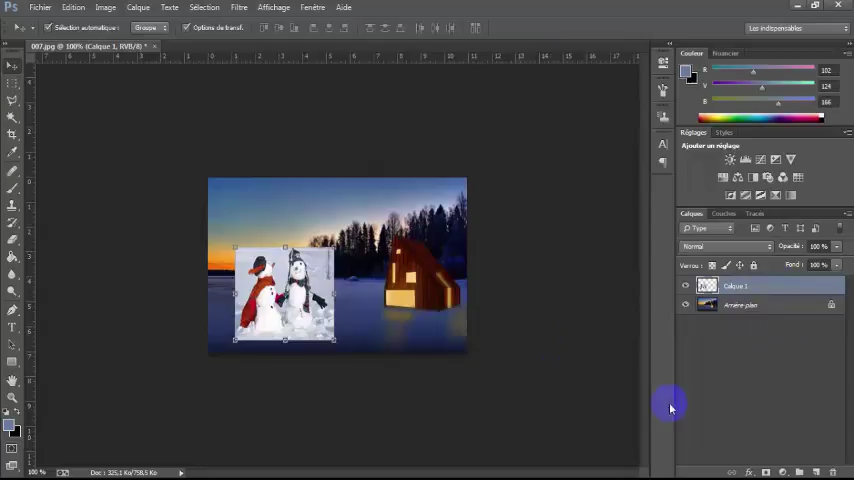 Ps Fichier Edition Image Calque Texte Sélection Filtre Affichage Fenêtre Aide
Sélection automatique : Groupe Options de transf. Les indispensables
007.jpg @ 100% (Calque 1, RVB/8) * ×
Couleur Nuancier
R 102
V 124
B 166
Réglages Styles
Ajouter un réglage
Calques Couches Tracés
Type
Normal Opacité : 100%
Verrou : Fond : 100%
Calque 1
Arrière-plan
100 % Doc : 325,1 Ko/758,5 Ko